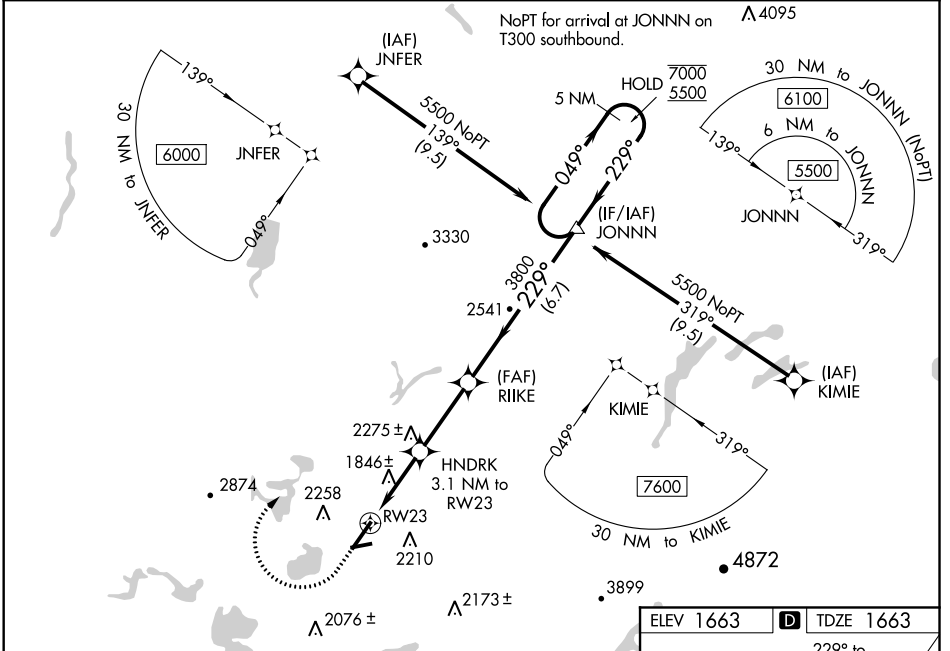 NoPT for arrival at JONNN on
T300 southbound.
4095
(IAF)
JNFER
139°
30 NM to JNFER
6000
JNFER
049°
5500 NoPT
139°
(9.5)
HOLD
7000
5500
5 NM
049°
229°
30 NM to JONNN (NoPT)
6100
6 NM to JONNN
5500
139°
JONNN
319°
(IF/IAF)
JONNN
3330
3800
229°
(6.7)
2541
5500 NoPT
319°
(9.5)
(FAF)
RIIKE
(IAF)
KIMIE
KIMIE
049°
319°
7600
30 NM to KIMIE
2275 ±
HNDRK
3.1 NM to
RW23
1846±
2874
2258
RW23
2210
4872
3899
2173 ±
2076 ±
ELEV 1663
D
TDZE 1663
229° to